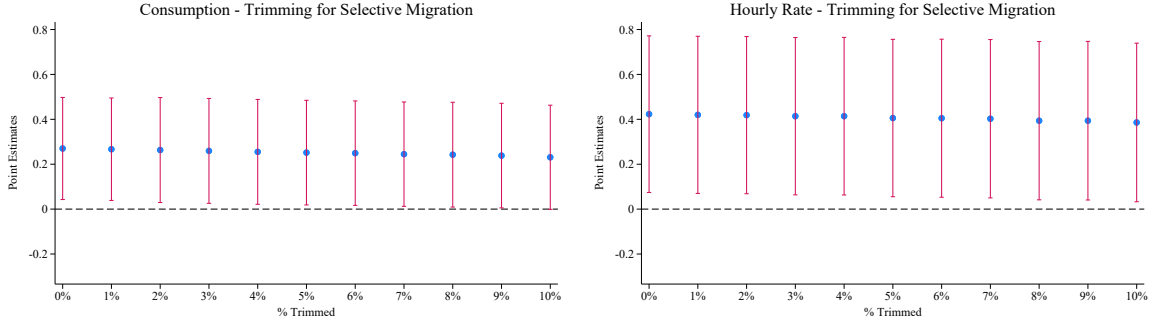 Consumption - Trimming for Selective Migration
Point Estimates
0.8
0.6
0.4
0.2
0
-0.2
0% 1% 2% 3% 4% 5% 6% 7% 8% 9% 10%
% Trimmed
Hourly Rate - Trimming for Selective Migration
Point Estimates
0.8
0.6
0.4
0.2
0
-0.2
0% 1% 2% 3% 4% 5% 6% 7% 8% 9% 10%
% Trimmed